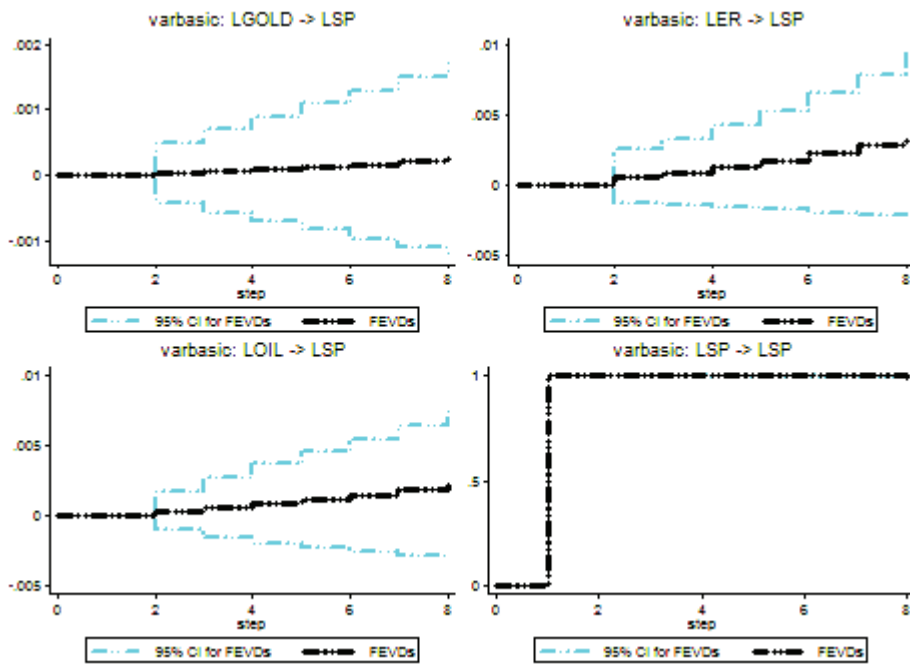 varbasic: LGOLD -> LSP
.002
.001
0
-.001
0 2 4 6 8
step
95% CI for FEVDs FEVDs
varbasic: LER -> LSP
.01
.005
0
-.005
0 2 4 6 8
step
95% CI for FEVDs FEVDs
varbasic: LOIL -> LSP
.01
.005
0
-.005
0 2 4 6 8
step
95% CI for FEVDs FEVDs
varbasic: LSP -> LSP
1
.5
0
0 2 4 6 8
step
95% CI for FEVDs FEVDs